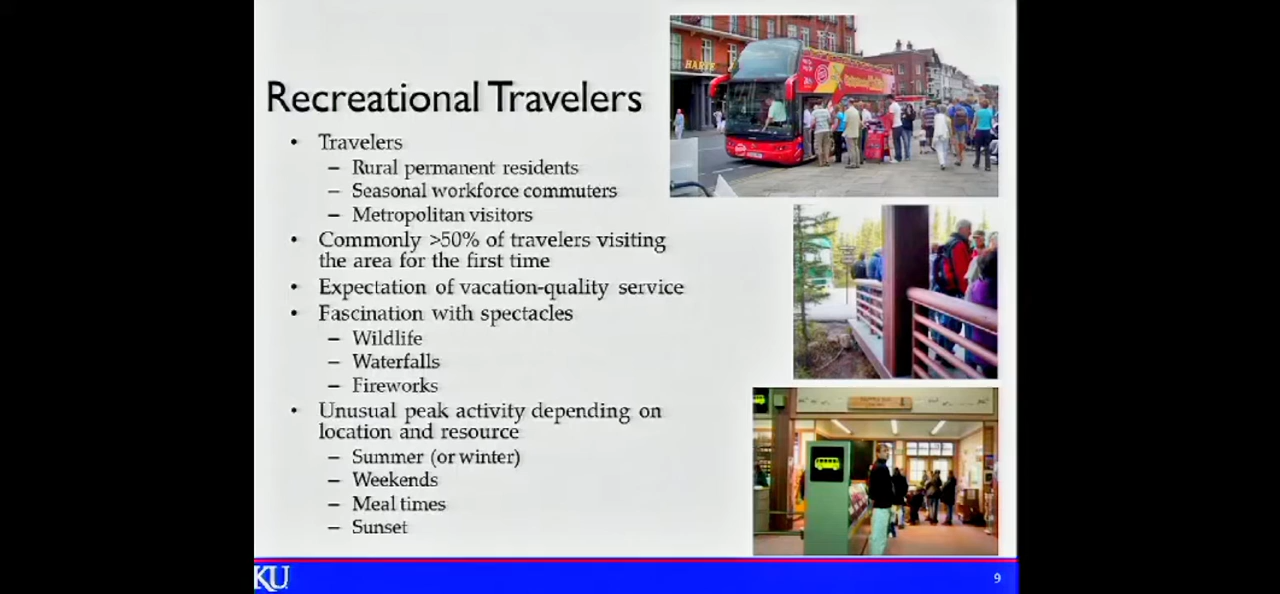 Recreational Travelers
• Travelers
– Rural permanent residents
– Seasonal workforce commuters
– Metropolitan visitors
• Commonly >50% of travelers visiting
the area for the first time
• Expectation of vacation-quality service
• Fascination with spectacles
– Wildlife
– Waterfalls
– Fireworks
• Unusual peak activity depending on
location and resource
– Summer (or winter)
– Weekends
– Meal times
– Sunset
KU
9